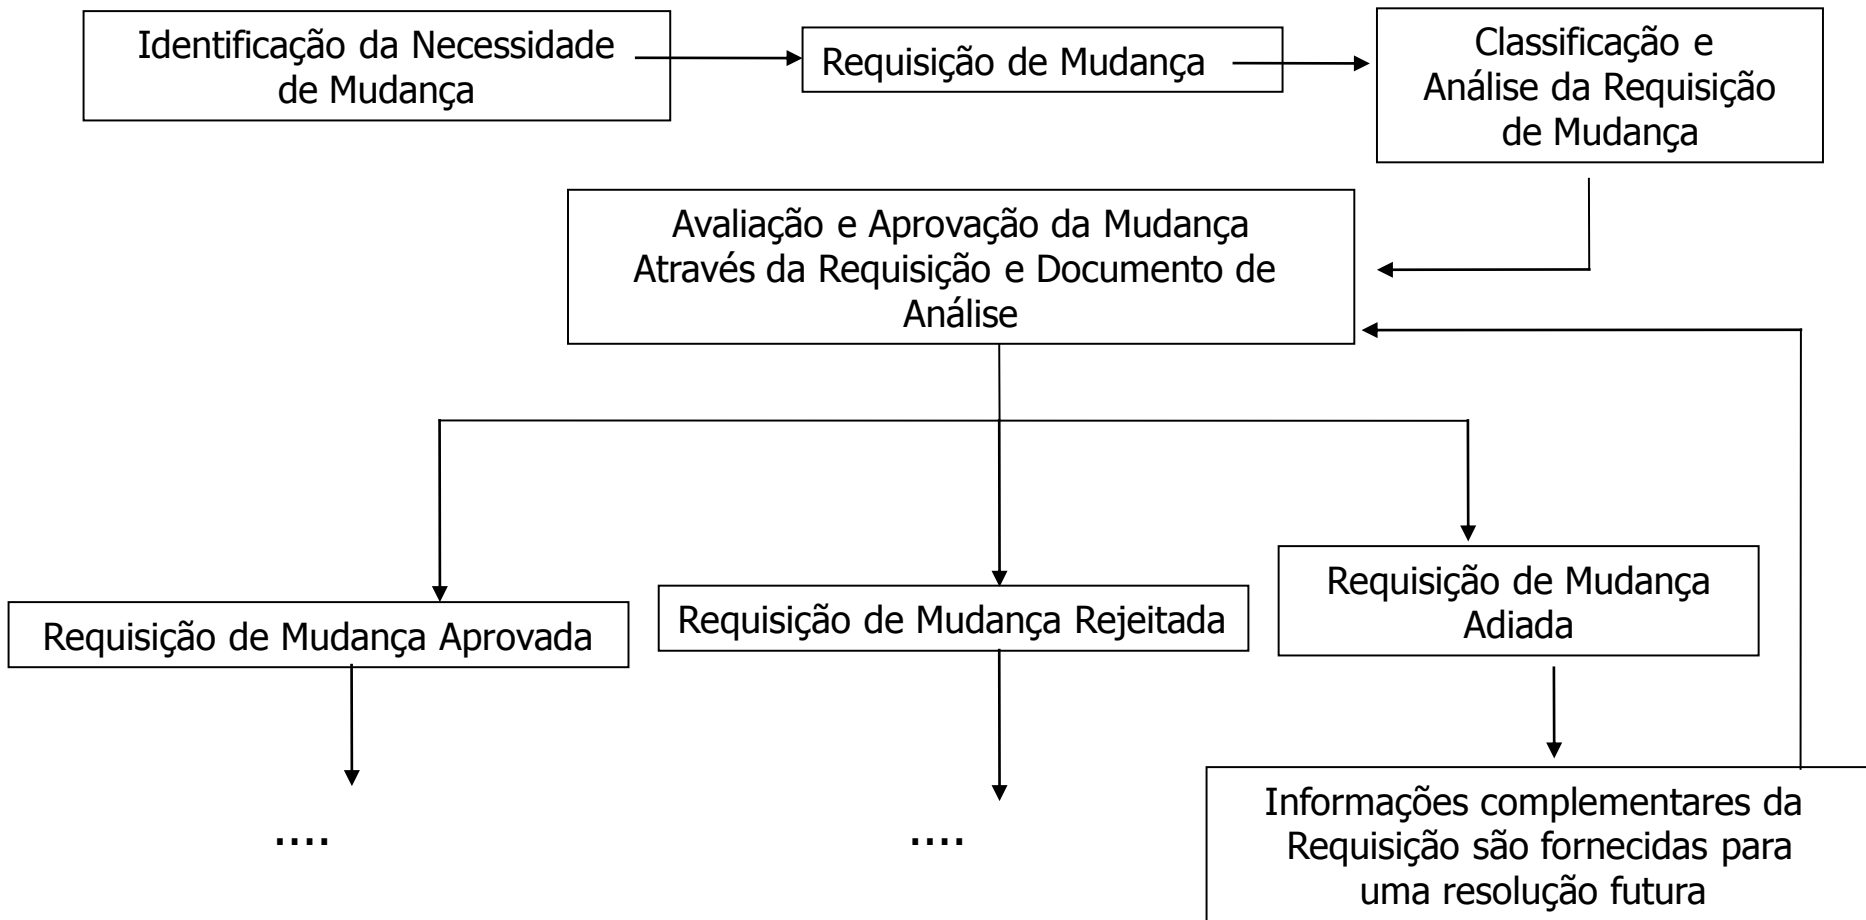 Identificação da Necessidade
de Mudança
Requisição de Mudança
Classificação e
Análise da Requisição
de Mudança
Avaliação e Aprovação da Mudança
Através da Requisição e Documento de
Análise
Requisição de Mudança Aprovada
Requisição de Mudança Rejeitada
Requisição de Mudança
Adiada
....
....
Informações complementares da
Requisição são fornecidas para
uma resolução futura